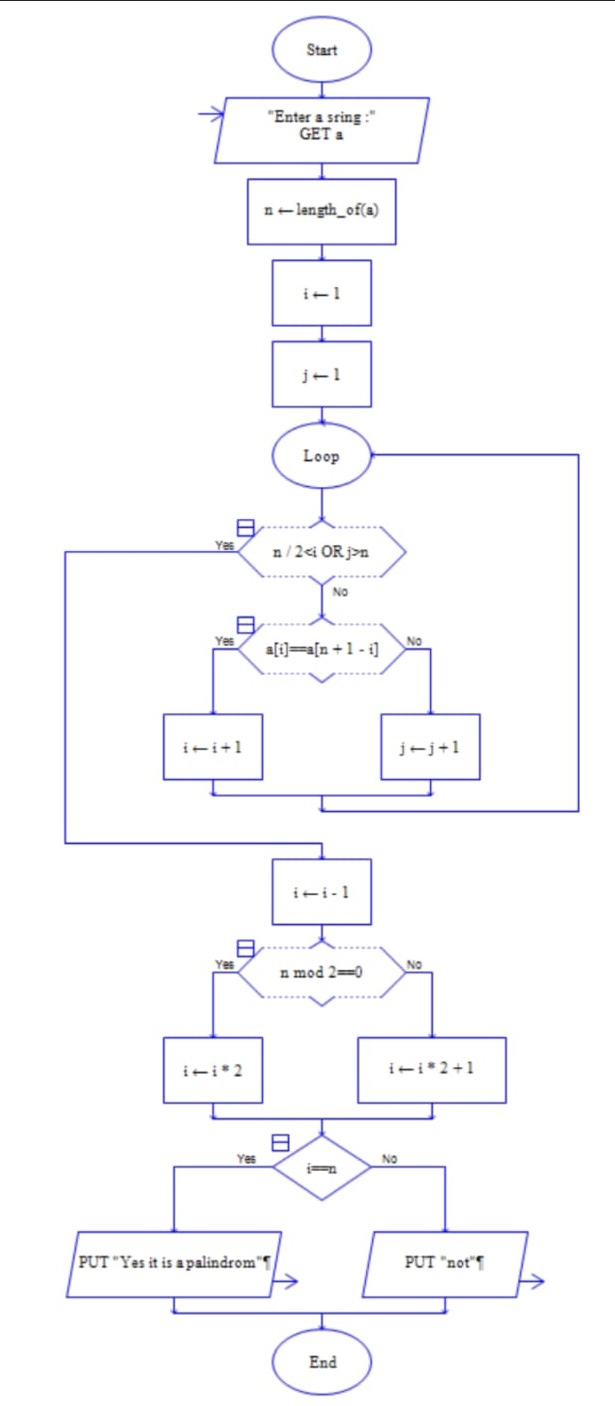 Start
"Enter a sring :"
GET a
n ← length_of(a)
i ← 1
j ← 1
Loop
Yes
n / 2<i OR j>n
No
Yes
a[i]==a[n + 1 - i]
No
i ← i + 1
j ← j + 1
i ← i - 1
Yes
n mod 2==0
No
i ← i * 2
i ← i * 2 + 1
Yes
i==n
No
PUT "Yes it is a palindrom"¶
PUT "not"¶
End